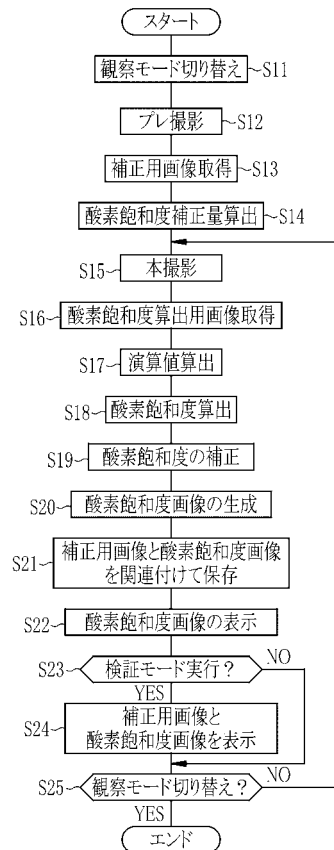 スタート
観察モード切り替え
S11
プレ撮影
S12
補正用画像取得
S13
酸素飽和度補正量算出
S14
S15
本撮影
S16
酸素飽和度算出用画像取得
S17
演算値算出
S18
酸素飽和度算出
S19
酸素飽和度の補正
S20
酸素飽和度画像の生成
S21
補正用画像と酸素飽和度画像
を関連付けて保存
S22
酸素飽和度画像の表示
S23
検証モード実行?
NO
YES
S24
補正用画像と
酸素飽和度画像を表示
S25
観察モード切り替え?
NO
YES
エンド